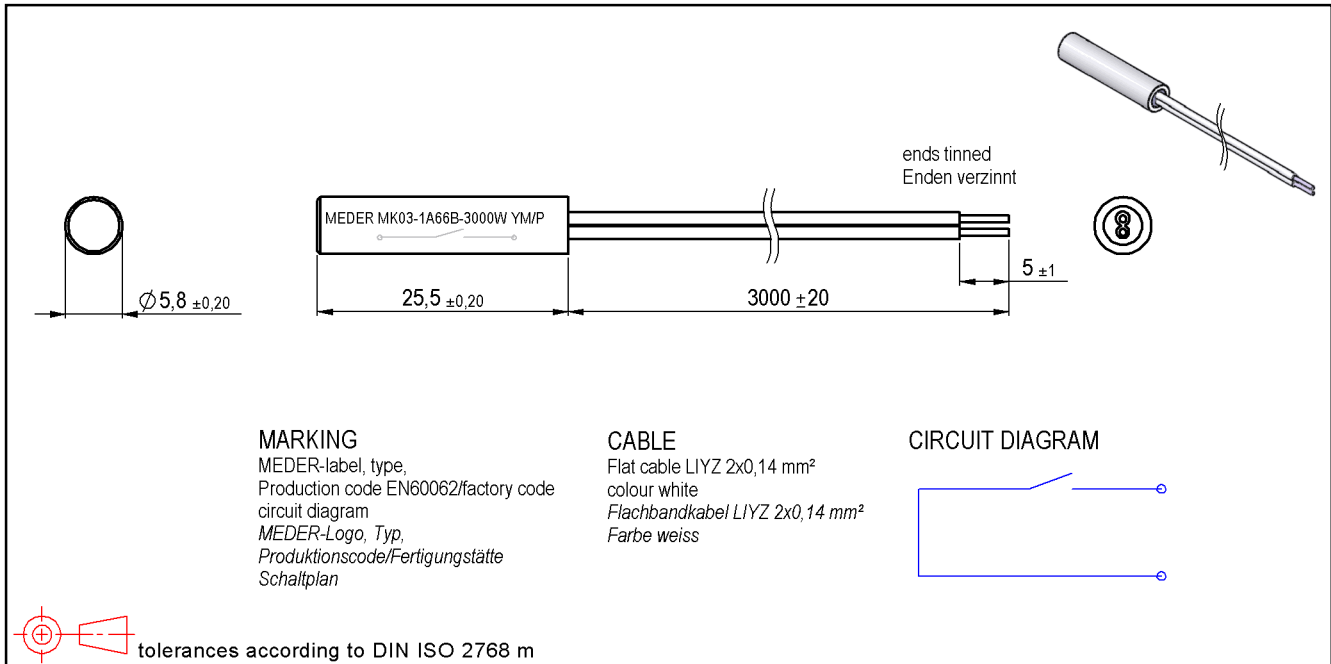 ends tinned
Enden verzinnt
MEDER MK03-1A66B-3000W YM/P
5 ±1
∅5,8 ±0,20
25,5 ±0,20
3000 ±20
MARKING
MEDER-label, type,
Production code EN60062/factory code
circuit diagram
MEDER-Logo, Typ,
Produktionscode/Fertigungstätte
Schaltplan
CABLE
Flat cable LIYZ 2x0,14 mm²
colour white
Flachbandkabel LIYZ 2x0,14 mm²
Farbe weiss
CIRCUIT DIAGRAM
tolerances according to DIN ISO 2768 m